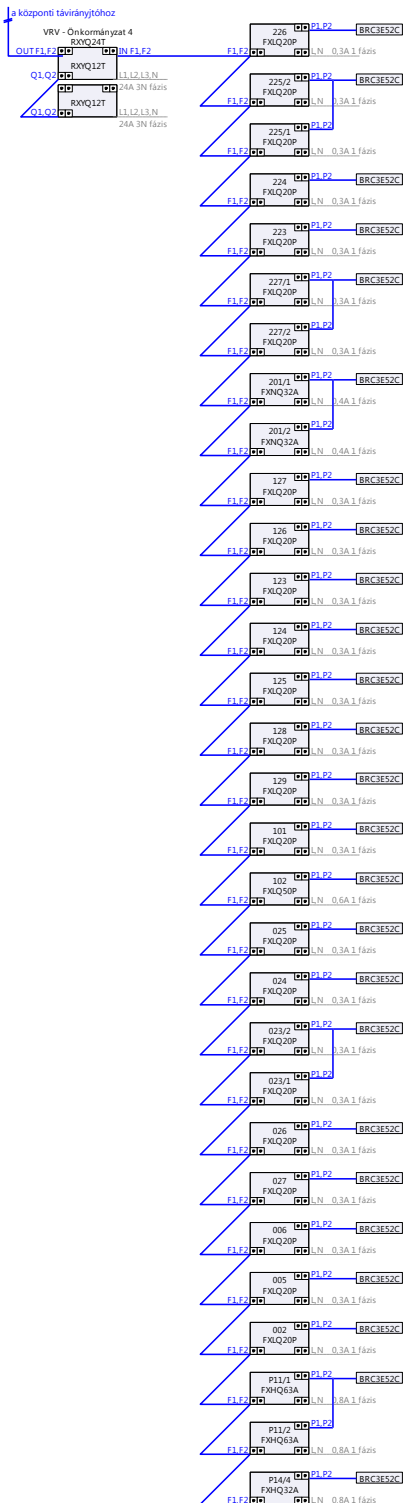 a központi távirányjtóhoz
VRV - Önkormányzat 4
RXYQ24T
OUT F1,F2 IN F1,F2
RXYQ12T
Q1,Q2 L1,L2,L3,N
24A 3N fázis
RXYQ12T
Q1,Q2 L1,L2,L3,N
24A 3N fázis
226 P1,P2 BRC3E52C
FXLQ20P
F1,F2 L,N 0,3A 1 fázis
225/2 P1,P2 BRC3E52C
FXLQ20P
F1,F2 L,N 0,3A 1 fázis
225/1 P1,P2
FXLQ20P
F1,F2 L,N 0,3A 1 fázis
224 P1,P2 BRC3E52C
FXLQ20P
F1,F2 L,N 0,3A 1 fázis
223 P1,P2 BRC3E52C
FXLQ20P
F1,F2 L,N 0,3A 1 fázis
227/1 P1,P2 BRC3E52C
FXLQ20P
F1,F2 L,N 0,3A 1 fázis
227/2 P1,P2
FXLQ20P
F1,F2 L,N 0,3A 1 fázis
201/1 P1,P2 BRC3E52C
FXNQ32A
F1,F2 L,N 0,4A 1 fázis
201/2 P1,P2
FXNQ32A
F1,F2 L,N 0,4A 1 fázis
127 P1,P2 BRC3E52C
FXLQ20P
F1,F2 L,N 0,3A 1 fázis
126 P1,P2 BRC3E52C
FXLQ20P
F1,F2 L,N 0,3A 1 fázis
123 P1,P2 BRC3E52C
FXLQ20P
F1,F2 L,N 0,3A 1 fázis
124 P1,P2 BRC3E52C
FXLQ20P
F1,F2 L,N 0,3A 1 fázis
125 P1,P2 BRC3E52C
FXLQ20P
F1,F2 L,N 0,3A 1 fázis
128 P1,P2 BRC3E52C
FXLQ20P
F1,F2 L,N 0,3A 1 fázis
129 P1,P2 BRC3E52C
FXLQ20P
F1,F2 L,N 0,3A 1 fázis
101 P1,P2 BRC3E52C
FXLQ20P
F1,F2 L,N 0,3A 1 fázis
102 P1,P2 BRC3E52C
FXLQ50P
F1,F2 L,N 0,6A 1 fázis
025 P1,P2 BRC3E52C
FXLQ20P
F1,F2 L,N 0,3A 1 fázis
024 P1,P2 BRC3E52C
FXLQ20P
F1,F2 L,N 0,3A 1 fázis
023/2 P1,P2 BRC3E52C
FXLQ20P
F1,F2 L,N 0,3A 1 fázis
023/1 P1,P2
FXLQ20P
F1,F2 L,N 0,3A 1 fázis
026 P1,P2 BRC3E52C
FXLQ20P
F1,F2 L,N 0,3A 1 fázis
027 P1,P2 BRC3E52C
FXLQ20P
F1,F2 L,N 0,3A 1 fázis
006 P1,P2 BRC3E52C
FXLQ20P
F1,F2 L,N 0,3A 1 fázis
005 P1,P2 BRC3E52C
FXLQ20P
F1,F2 L,N 0,3A 1 fázis
002 P1,P2 BRC3E52C
FXLQ20P
F1,F2 L,N 0,3A 1 fázis
P11/1 P1,P2 BRC3E52C
FXHQ63A
F1,F2 L,N 0,8A 1 fázis
P11/2 P1,P2
FXHQ63A
F1,F2 L,N 0,8A 1 fázis
P14/4 P1,P2 BRC3E52C
FXHQ32A
F1,F2 L,N 0,8A 1 fázis